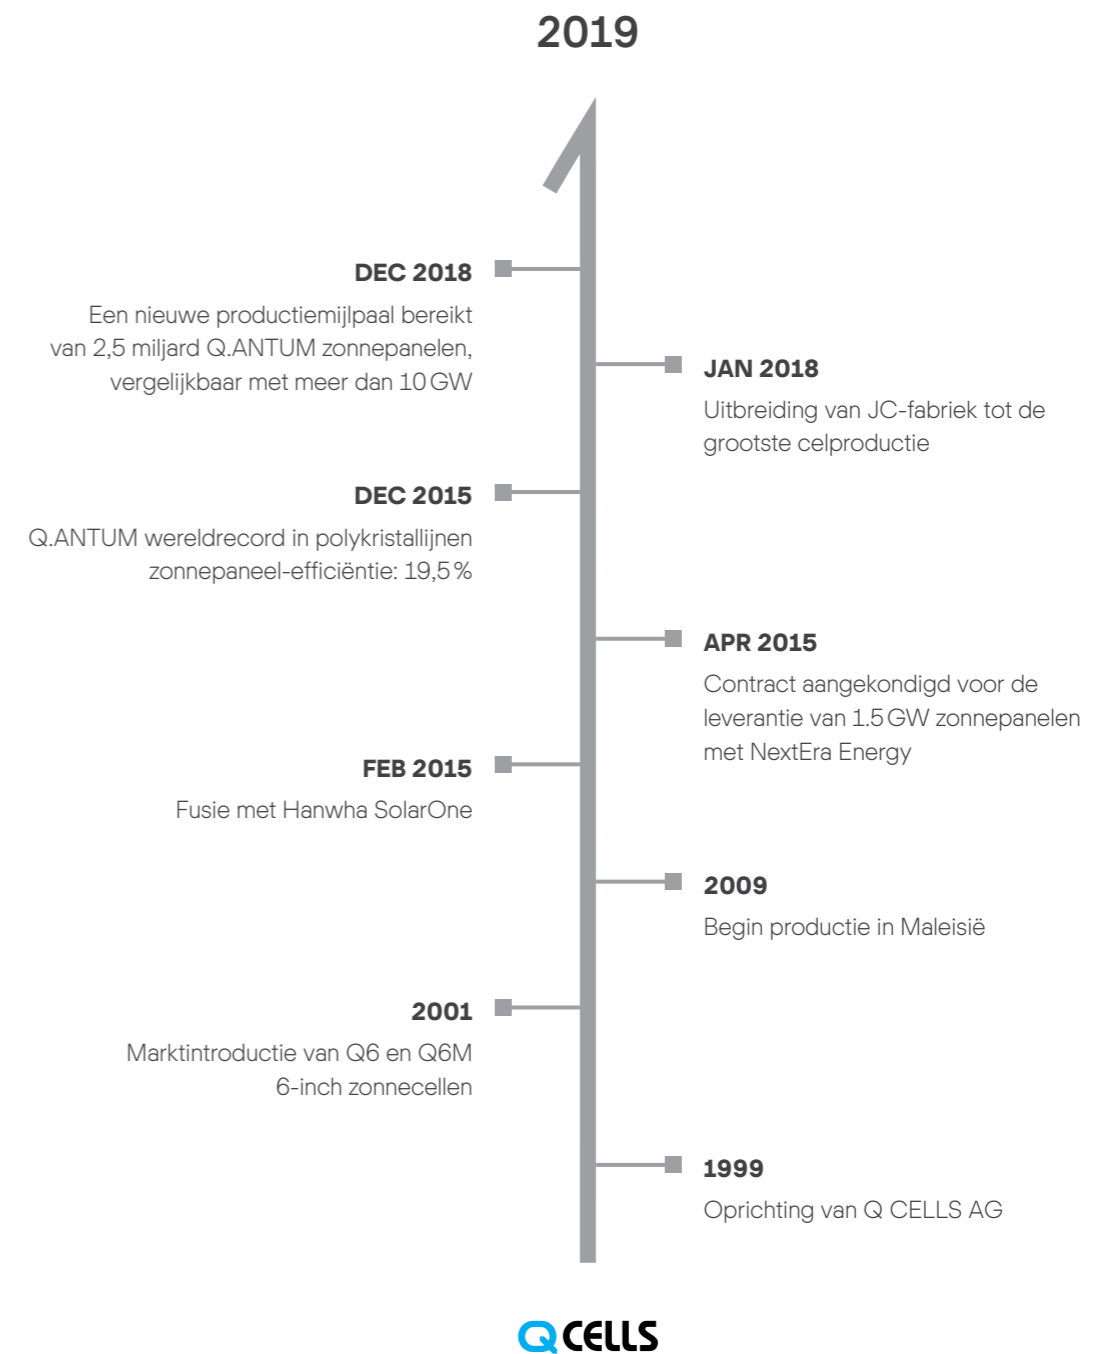 2019
DEC 2018
Een nieuwe productiemijlpaal bereikt
van 2,5 miljard Q.ANTUM zonnepanelen,
vergelijkbaar met meer dan 10 GW
JAN 2018
Uitbreiding van JC-fabriek tot de
grootste celproductie
DEC 2015
Q.ANTUM wereldrecord in polykristallijnen
zonnepaneel-efficiëntie: 19,5 %
APR 2015
Contract aangekondigd voor de
leverantie van 1.5 GW zonnepanelen
met NextEra Energy
FEB 2015
Fusie met Hanwha SolarOne
2009
Begin productie in Maleisië
2001
Marktintroductie van Q6 en Q6M
6-inch zonnecellen
1999
Oprichting van Q CELLS AG
Q CELLS